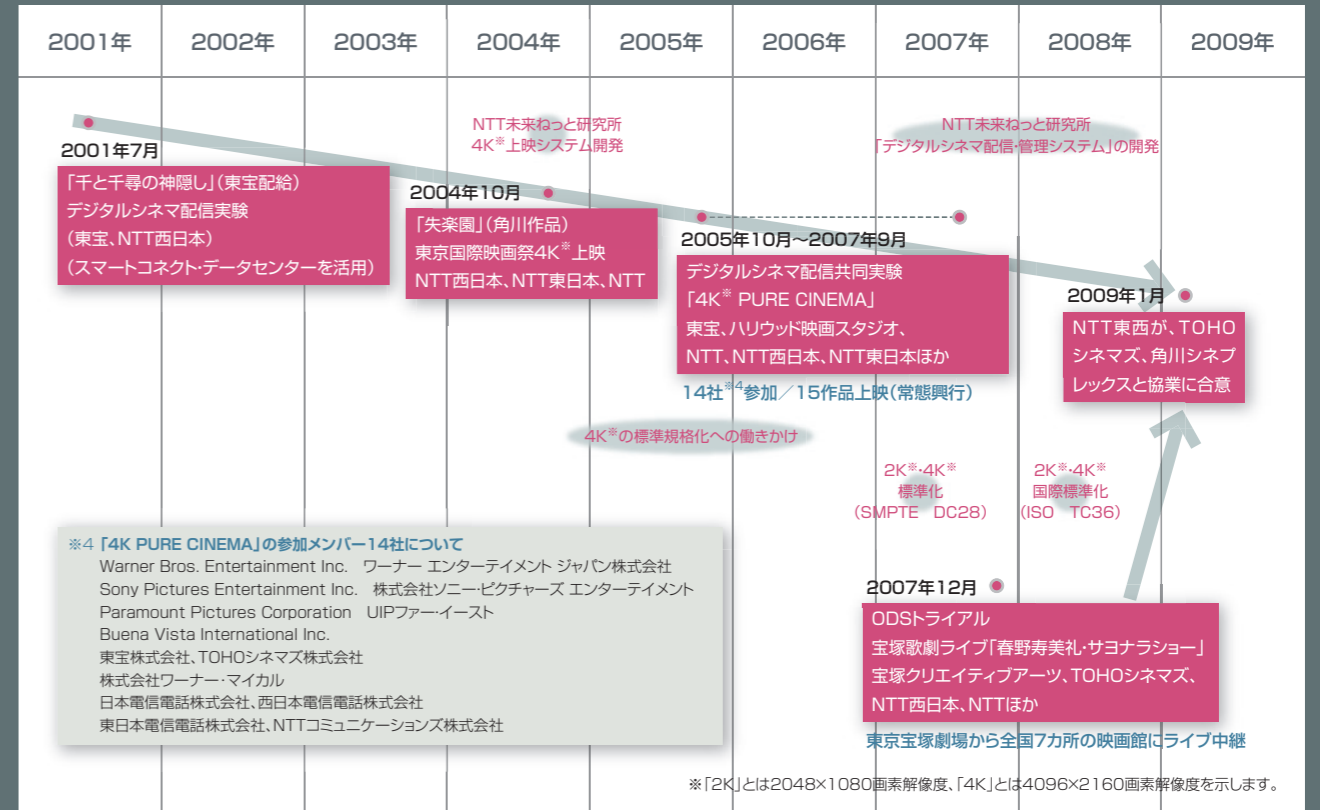 2001年 2002年 2003年 2004年 2005年 2006年 2007年 2008年 2009年
NTT未来ねっと研究所
4K※上映システム開発
NTT未来ねっと研究所
「デジタルシネマ配信・管理システム」の開発
2001年7月
「千と千尋の神隠し」(東宝配給)
デジタルシネマ配信実験
(東宝、NTT西日本)
(スマートコネクト・データセンターを活用)
2004年10月
「失楽園」(角川作品)
東京国際映画祭4K※上映
NTT西日本、NTT東日本、NTT
2005年10月～2007年9月
デジタルシネマ配信共同実験
「4K※ PURE CINEMA」
東宝、ハリウッド映画スタジオ、
NTT、NTT西日本、NTT東日本ほか
14社※4参加／15作品上映(常態興行)
2009年1月
NTT東西が、TOHO
シネマズ、角川シネプ
レックスと協業に合意
4K※の標準規格化への働きかけ
2K※・4K※
標準化
(SMPTE DC28)
2K※・4K※
国際標準化
(ISO TC36)
※4「4K PURE CINEMA」の参加メンバー14社について
Warner Bros. Entertainment Inc. ワーナー エンターテイメント ジャパン株式会社
Sony Pictures Entertainment Inc. 株式会社ソニー・ピクチャーズ エンターテイメント
Paramount Pictures Corporation UIPファー・イースト
Buena Vista International Inc.
東宝株式会社、TOHOシネマズ株式会社
株式会社ワーナー・マイカル
日本電信電話株式会社、西日本電信電話株式会社
東日本電信電話株式会社、NTTコミュニケーションズ株式会社
2007年12月
ODSトライアル
宝塚歌劇ライブ「春野寿美礼・サヨナラショー」
宝塚クリエイティブアーツ、TOHOシネマズ、
NTT西日本、NTTほか
東京宝塚劇場から全国7カ所の映画館にライブ中継
※「2K」とは2048×1080画素解像度、「4K」とは4096×2160画素解像度を示します。